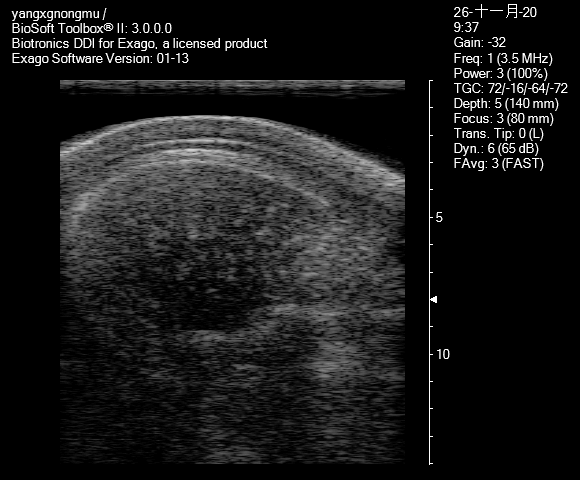 yangxgnongmu /
BioSoft Toolbox® II: 3.0.0.0
Biotronics DDI for Exago, a licensed product
Exago Software Version: 01-13
26-十一月-20
9:37
Gain: -32
Freq: 1 (3.5 MHz)
Power: 3 (100%)
TGC: 72/-16/-64/-72
Depth: 5 (140 mm)
Focus: 3 (80 mm)
Trans. Tip: 0 (L)
Dyn.: 6 (65 dB)
FAvg: 3 (FAST)
5
10